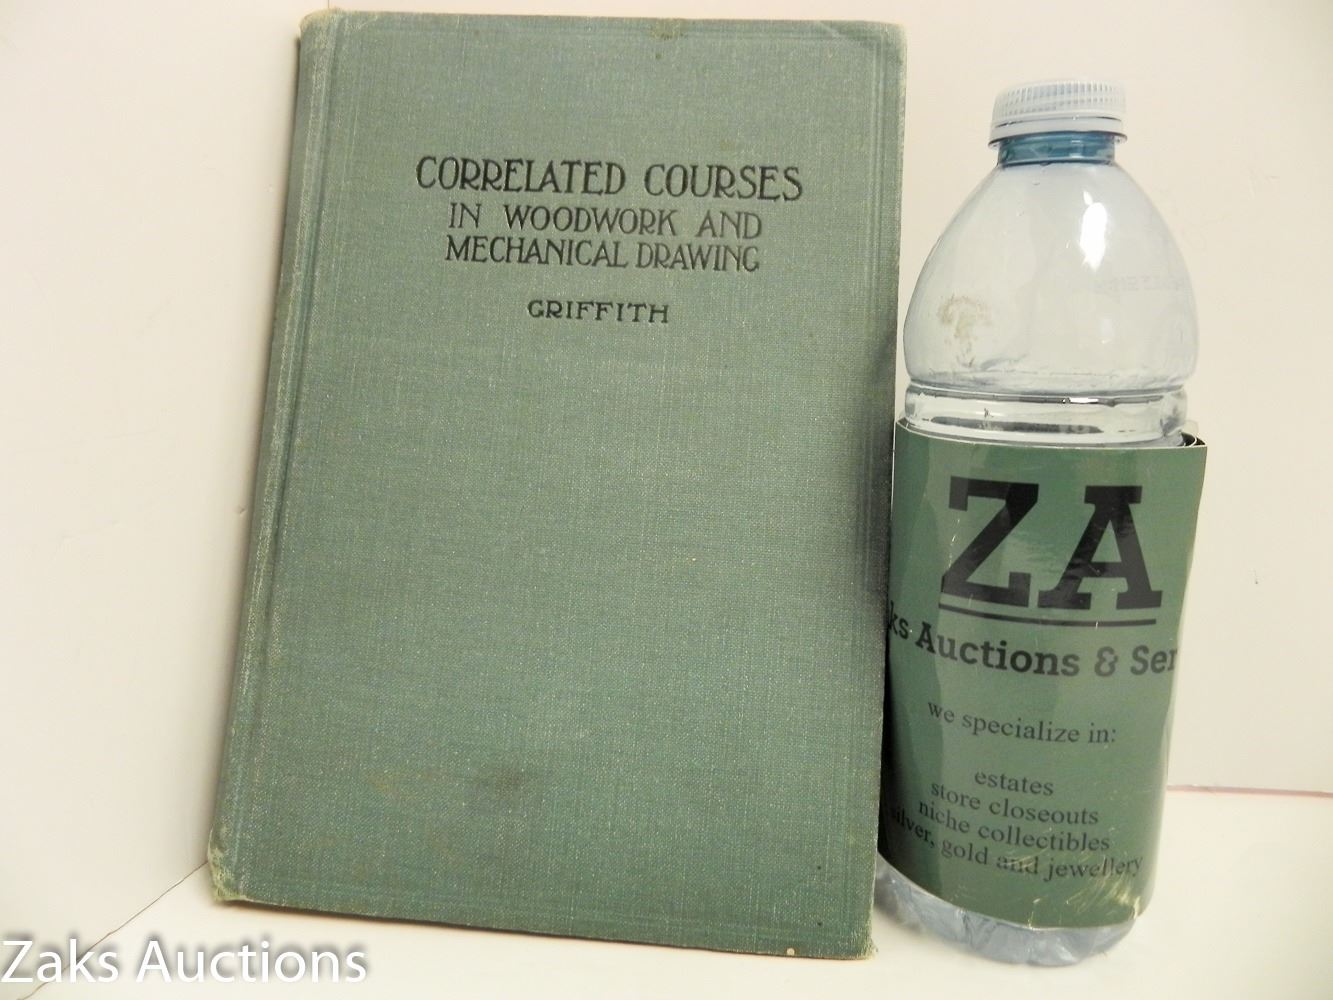 CORRELATED COURSES
IN WOODWORK AND
MECHANICAL DRAWING
GRIFFITH
ZA
ks Auctions & Ser
we specialize in:
estates
store closeouts
niche collectibles
silver, gold and jewellery
Zaks Auctions